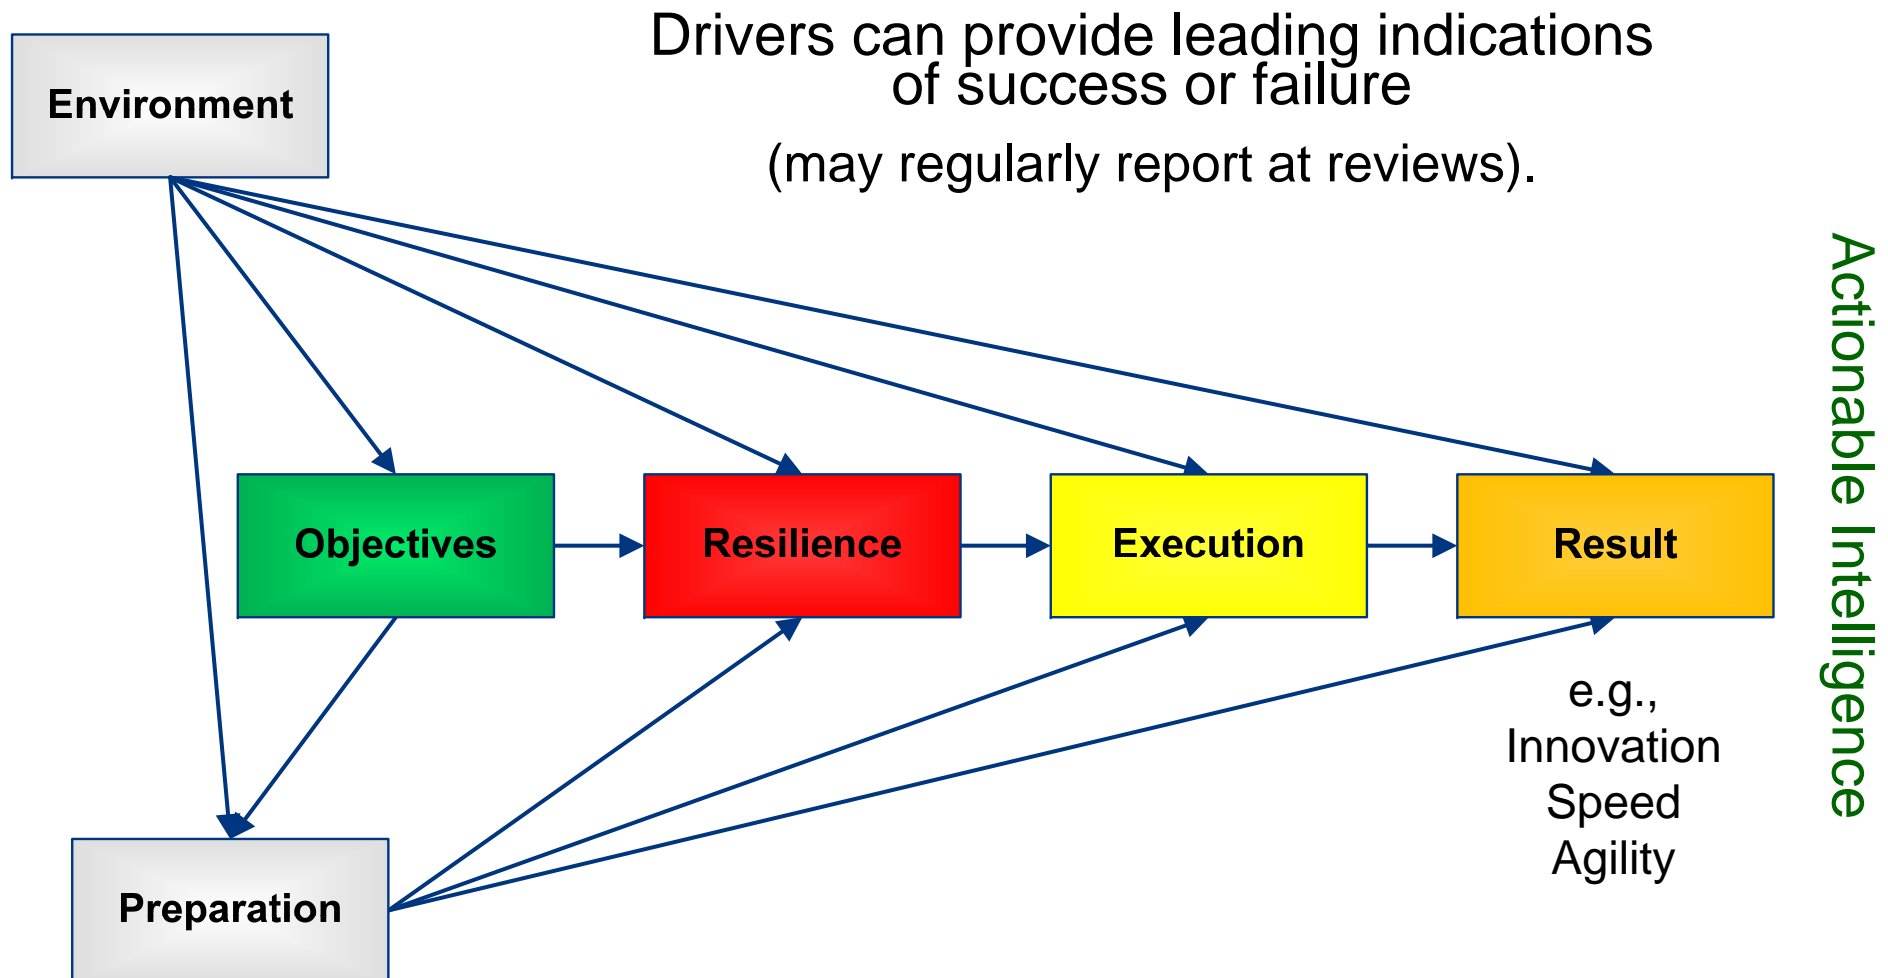 Drivers can provide leading indications
of success or failure
(may regularly report at reviews).
Environment
Objectives
Resilience
Execution
Result
e.g.,
Innovation
Speed
Agility
Preparation
Actionable Intelligence